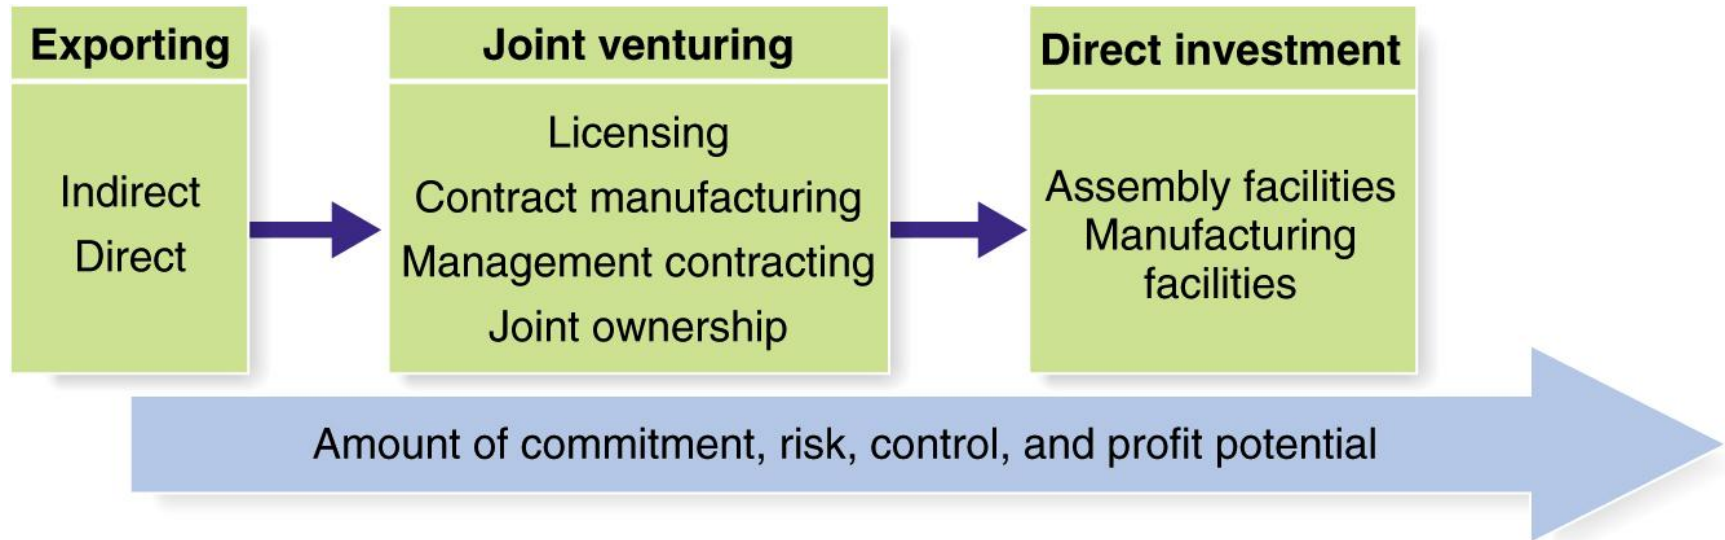 Exporting
Indirect
Direct
Joint venturing
Licensing
Contract manufacturing
Management contracting
Joint ownership
Direct investment
Assembly facilities
Manufacturing
facilities
Amount of commitment, risk, control, and profit potential